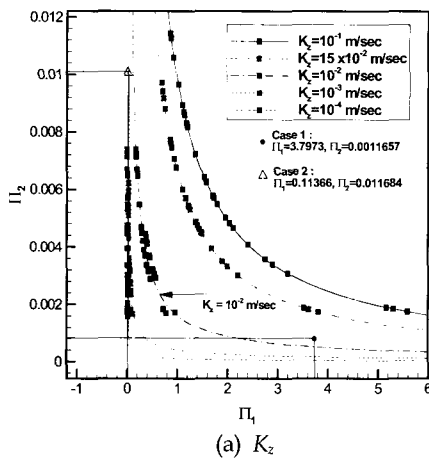 0.012
0.01
0.008
0.006
0.004
0.002
0
Π₂
K_z=10⁻¹ m/sec
K_z=15 x10⁻² m/sec
K_z=10⁻² m/sec
K_z=10⁻³ m/sec
K_z=10⁻⁴ m/sec
Case 1 :
Π₁=3.7973, Π₂=0.0011657
Case 2 :
Π₁=0.11366, Π₂=0.011684
K_z = 10⁻² m/sec
-1 0 1 2 3 4 5 6
Π₁
(a) K_z